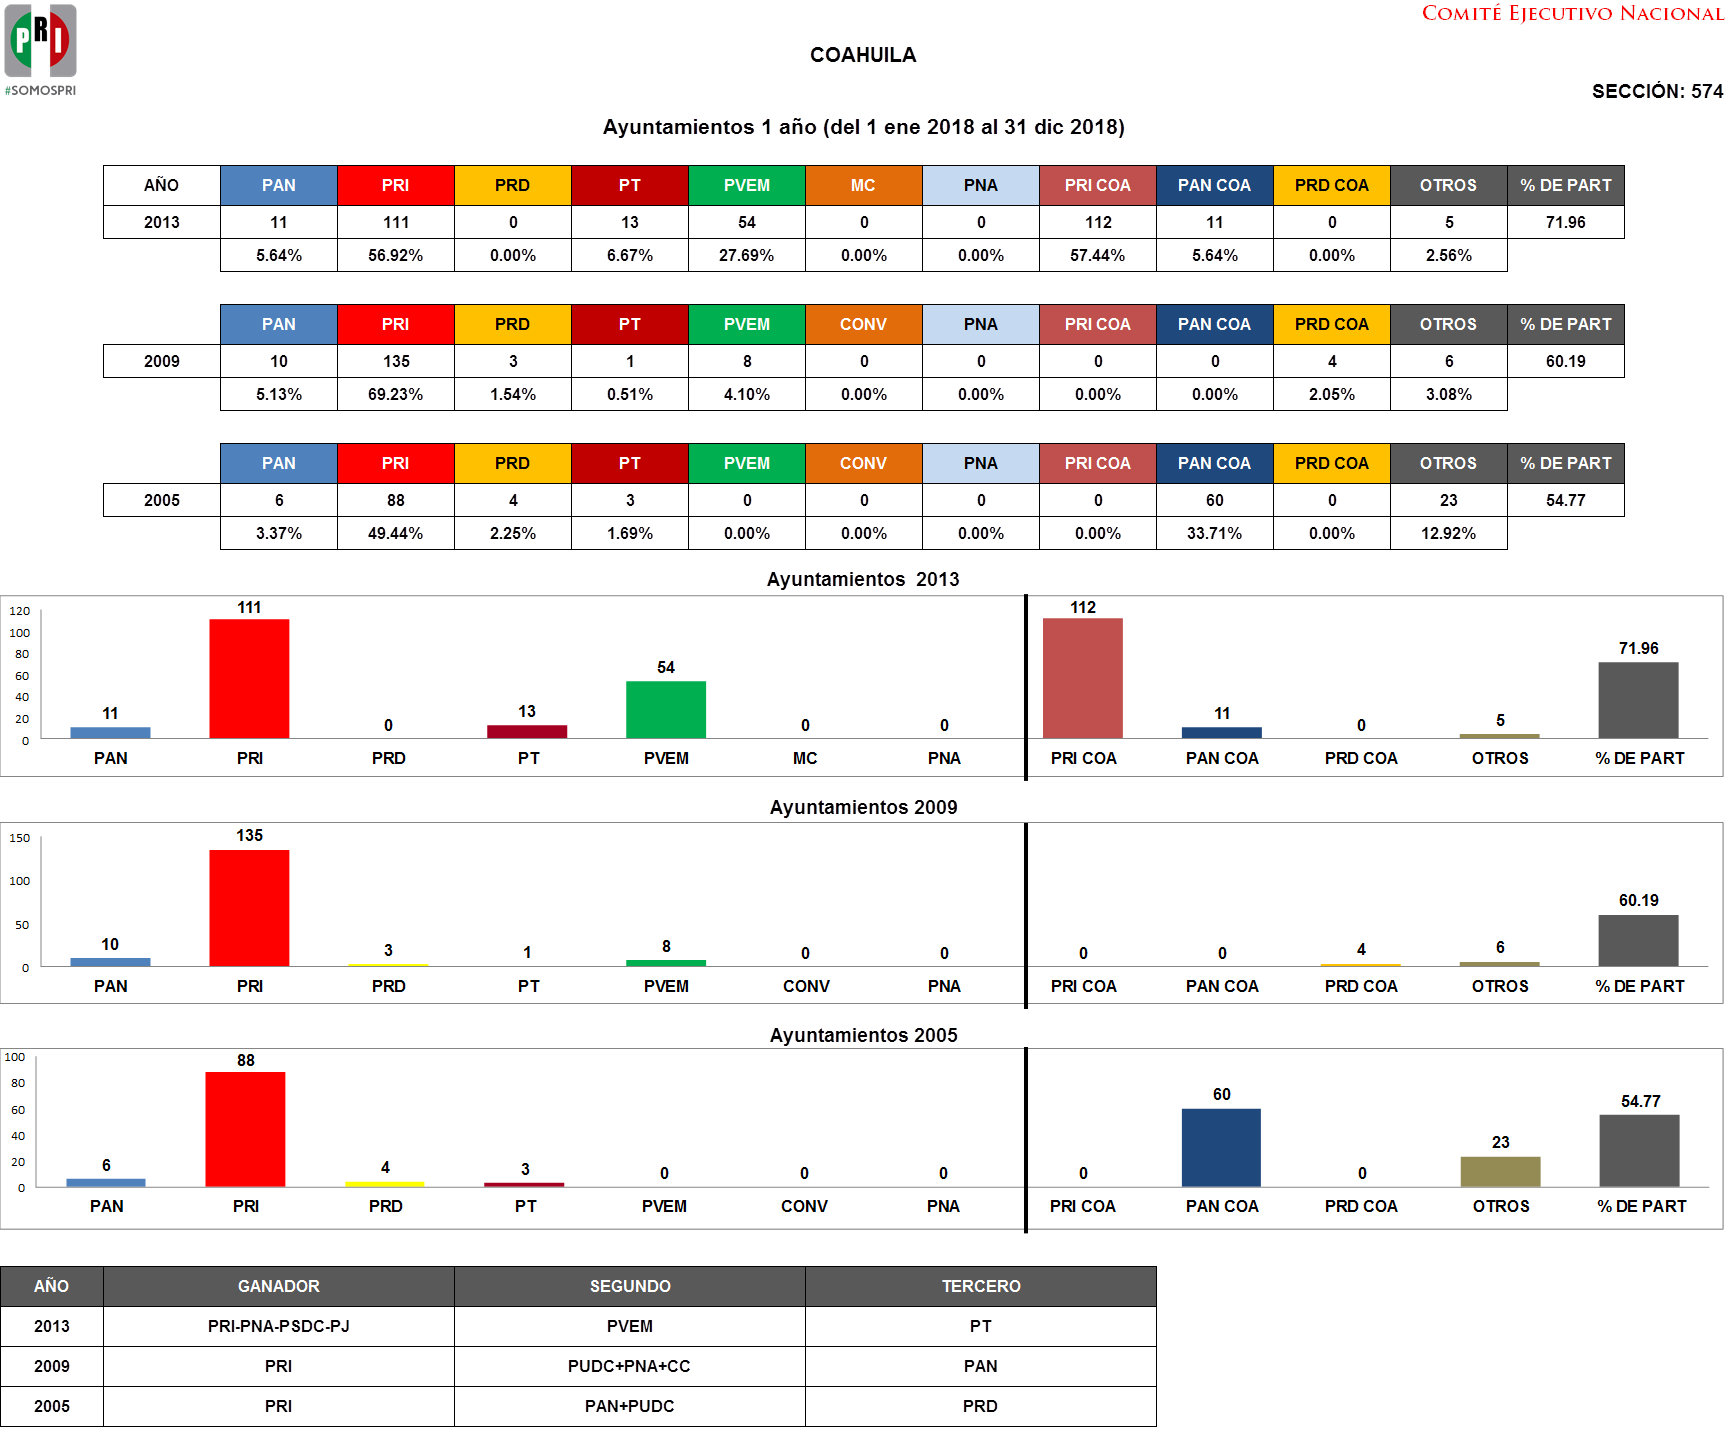 PRI
#SOMOSPRI
Comité Ejecutivo Nacional
COAHUILA
SECCIÓN: 574
Ayuntamientos 1 año (del 1 ene 2018 al 31 dic 2018)
AÑO PAN PRI PRD PT PVEM MC PNA PRI COA PAN COA PRD COA OTROS % DE PART
2013 11 111 0 13 54 0 0 112 11 0 5 71.96
5.64% 56.92% 0.00% 6.67% 27.69% 0.00% 0.00% 57.44% 5.64% 0.00% 2.56%
PAN PRI PRD PT PVEM CONV PNA PRI COA PAN COA PRD COA OTROS % DE PART
2009 10 135 3 1 8 0 0 0 0 4 6 60.19
5.13% 69.23% 1.54% 0.51% 4.10% 0.00% 0.00% 0.00% 0.00% 2.05% 3.08%
PAN PRI PRD PT PVEM CONV PNA PRI COA PAN COA PRD COA OTROS % DE PART
2005 6 88 4 3 0 0 0 0 60 0 23 54.77
3.37% 49.44% 2.25% 1.69% 0.00% 0.00% 0.00% 0.00% 33.71% 0.00% 12.92%
Ayuntamientos 2013
120
100
80
60
40
20
0
11 111 0 13 54 0 0 112 11 0 5 71.96
PAN PRI PRD PT PVEM MC PNA PRI COA PAN COA PRD COA OTROS % DE PART
Ayuntamientos 2009
150
100
50
0
10 135 3 1 8 0 0 0 0 4 6 60.19
PAN PRI PRD PT PVEM CONV PNA PRI COA PAN COA PRD COA OTROS % DE PART
Ayuntamientos 2005
100
80
60
40
20
0
6 88 4 3 0 0 0 0 60 0 23 54.77
PAN PRI PRD PT PVEM CONV PNA PRI COA PAN COA PRD COA OTROS % DE PART
AÑO GANADOR SEGUNDO TERCERO
2013 PRI-PNA-PSDC-PJ PVEM PT
2009 PRI PUDC+PNA+CC PAN
2005 PRI PAN+PUDC PRD